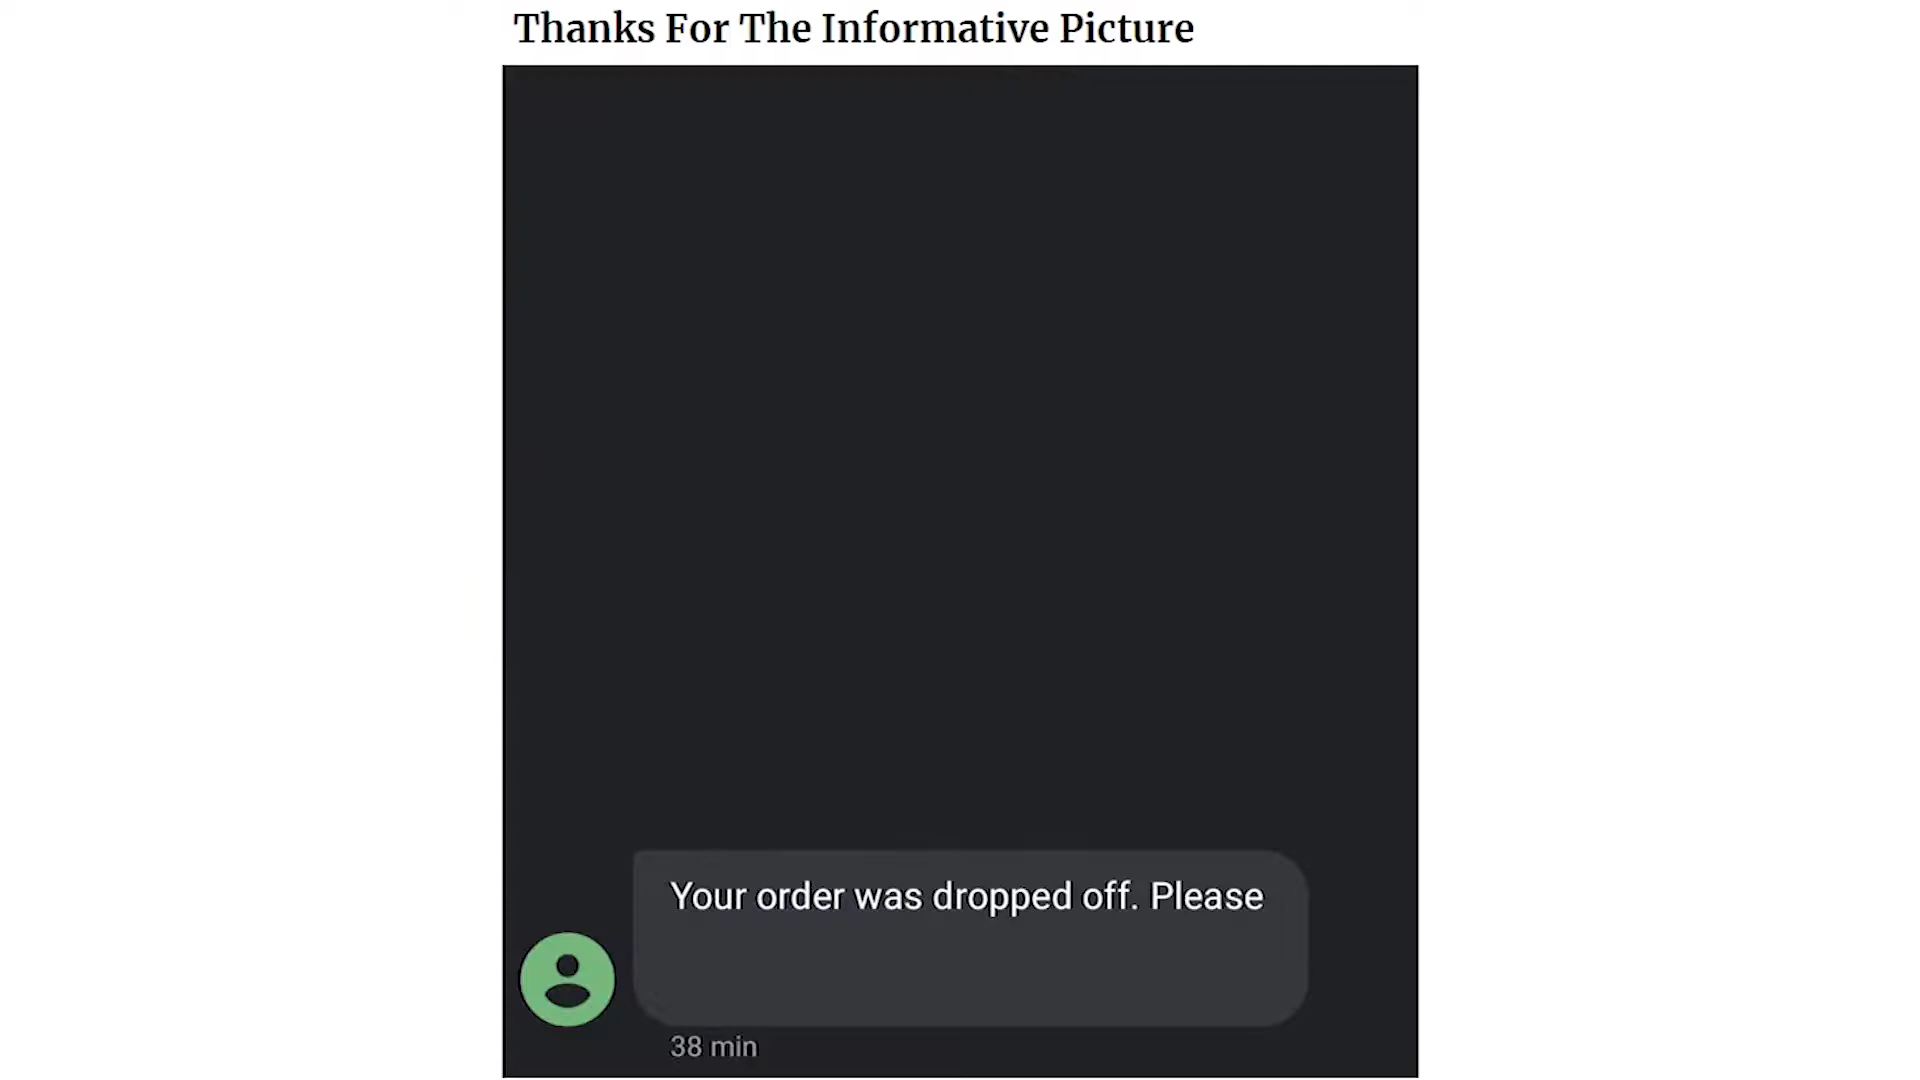 Thanks For The Informative Picture
Your order was dropped off. Please
38 min